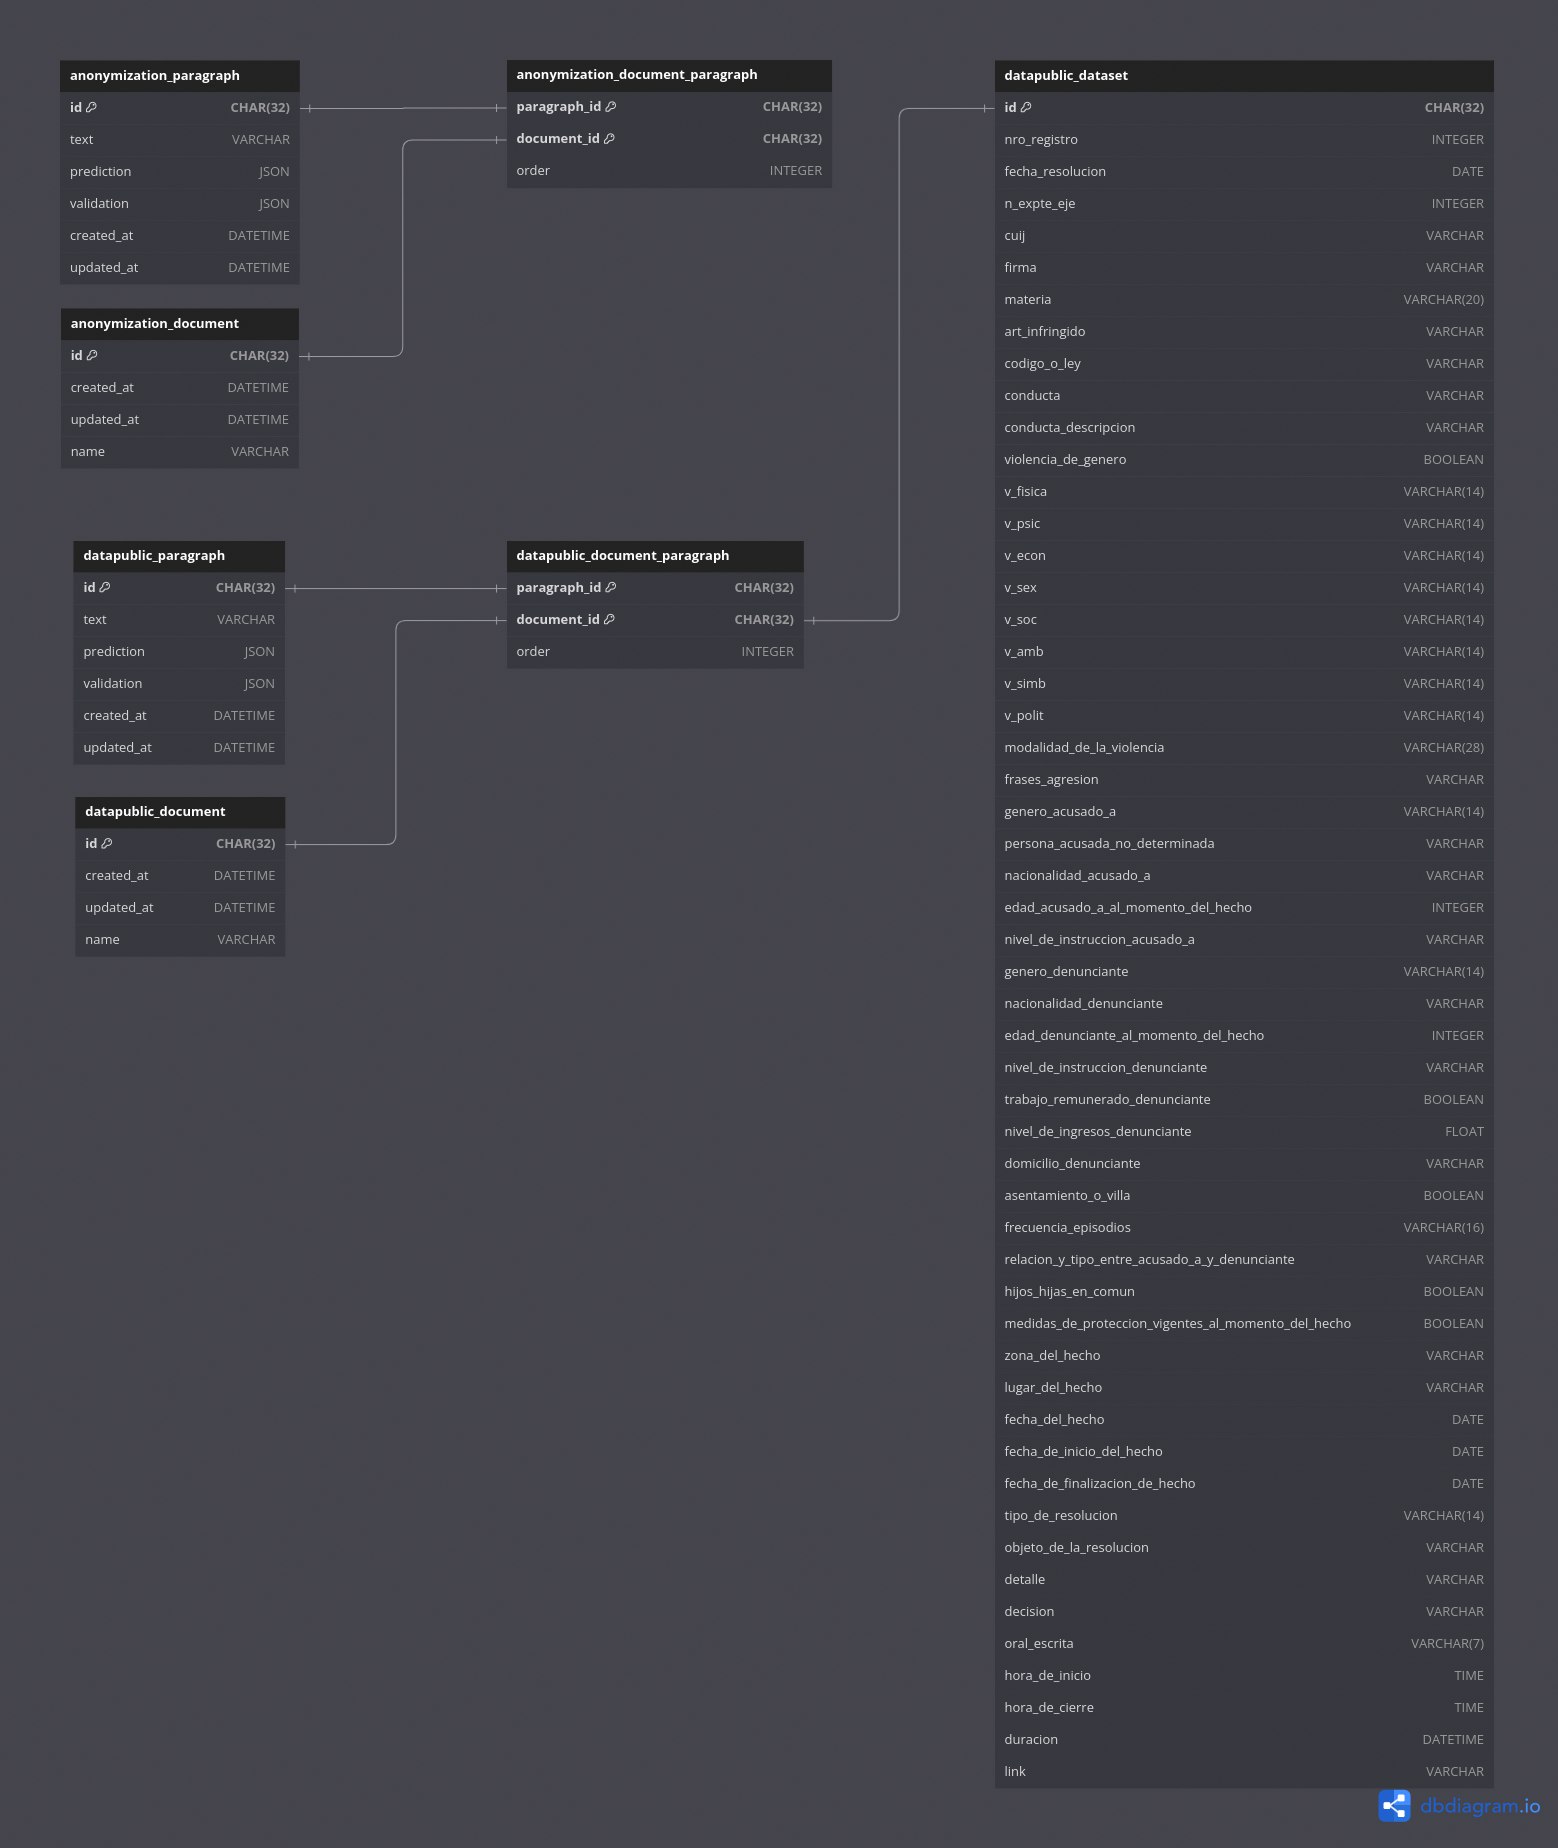 anonymization_paragraph
id CHAR(32)
text VARCHAR
prediction JSON
validation JSON
created_at DATETIME
updated_at DATETIME
anonymization_document
id CHAR(32)
created_at DATETIME
updated_at DATETIME
name VARCHAR
anonymization_document_paragraph
paragraph_id CHAR(32)
document_id CHAR(32)
order INTEGER
datapublic_paragraph
id CHAR(32)
text VARCHAR
prediction JSON
validation JSON
created_at DATETIME
updated_at DATETIME
datapublic_document
id CHAR(32)
created_at DATETIME
updated_at DATETIME
name VARCHAR
datapublic_document_paragraph
paragraph_id CHAR(32)
document_id CHAR(32)
order INTEGER
datapublic_dataset
id CHAR(32)
nro_registro INTEGER
fecha_resolucion DATE
n_expte_eje INTEGER
cuij VARCHAR
firma VARCHAR
materia VARCHAR(20)
art_infringido VARCHAR
codigo_o_ley VARCHAR
conducta VARCHAR
conducta_descripcion VARCHAR
violencia_de_genero BOOLEAN
v_fisica VARCHAR(14)
v_psic VARCHAR(14)
v_econ VARCHAR(14)
v_sex VARCHAR(14)
v_soc VARCHAR(14)
v_amb VARCHAR(14)
v_simb VARCHAR(14)
v_polit VARCHAR(14)
modalidad_de_la_violencia VARCHAR(28)
frases_agresion VARCHAR
genero_acusado_a VARCHAR(14)
persona_acusada_no_determinada VARCHAR
nacionalidad_acusado_a VARCHAR
edad_acusado_a_al_momento_del_hecho INTEGER
nivel_de_instruccion_acusado_a VARCHAR
genero_denunciante VARCHAR(14)
nacionalidad_denunciante VARCHAR
edad_denunciante_al_momento_del_hecho INTEGER
nivel_de_instruccion_denunciante VARCHAR
trabajo_remunerado_denunciante BOOLEAN
nivel_de_ingresos_denunciante FLOAT
domicilio_denunciante VARCHAR
asentamiento_o_villa BOOLEAN
frecuencia_episodios VARCHAR(16)
relacion_y_tipo_entre_acusado_a_y_denunciante VARCHAR
hijos_hijas_en_comun BOOLEAN
medidas_de_proteccion_vigentes_al_momento_del_hecho BOOLEAN
zona_del_hecho VARCHAR
lugar_del_hecho VARCHAR
fecha_del_hecho DATE
fecha_de_inicio_del_hecho DATE
fecha_de_finalizacion_de_hecho DATE
tipo_de_resolucion VARCHAR(14)
objeto_de_la_resolucion VARCHAR
detalle VARCHAR
decision VARCHAR
oral_escrita VARCHAR(7)
hora_de_inicio TIME
hora_de_cierre TIME
duracion DATETIME
link VARCHAR
dbdiagram.io